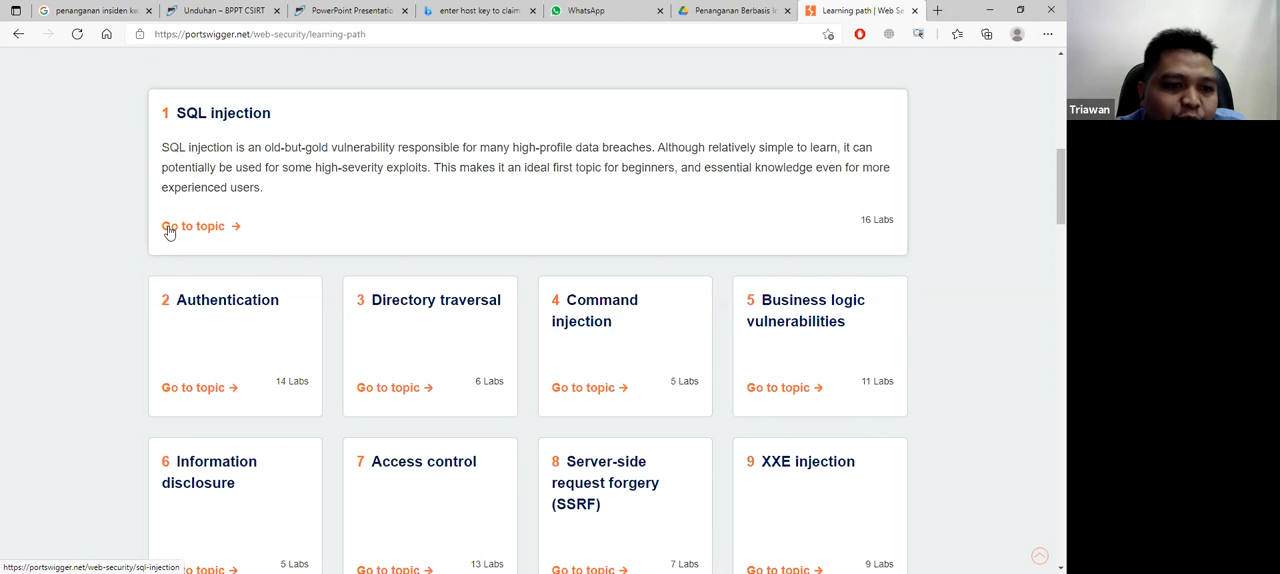 penanganan insiden ke
Unduhan – BPPT CSIRT
PowerPoint Presentatio
enter host key to claim
WhatsApp
Penanganan Berbasis Ic
Learning path | Web Se
https://portswigger.net/web-security/learning-path
Triawan
1 SQL injection
SQL injection is an old-but-gold vulnerability responsible for many high-profile data breaches. Although relatively simple to learn, it can
potentially be used for some high-severity exploits. This makes it an ideal first topic for beginners, and essential knowledge even for more
experienced users.
Go to topic →
16 Labs
2 Authentication
Go to topic →
14 Labs
3 Directory traversal
Go to topic →
6 Labs
4 Command
injection
Go to topic →
5 Labs
5 Business logic
vulnerabilities
Go to topic →
11 Labs
6 Information
disclosure
to topic →
5 Labs
7 Access control
Go to topic →
13 Labs
8 Server-side
request forgery
(SSRF)
Go to topic →
7 Labs
9 XXE injection
Go to topic →
9 Labs
https://portswigger.net/web-security/sql-injection